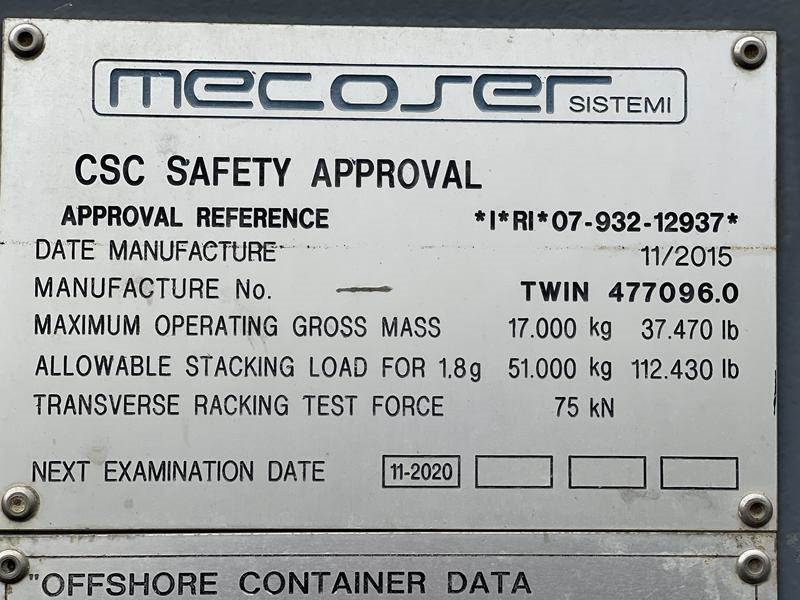 mecoser SISTEMI
CSC SAFETY APPROVAL
APPROVAL REFERENCE *I*RI*07-932-12937*
DATE MANUFACTURE 11/2015
MANUFACTURE No. TWIN 477096.0
MAXIMUM OPERATING GROSS MASS 17.000 kg 37.470 lb
ALLOWABLE STACKING LOAD FOR 1.8g 51.000 kg 112.430 lb
TRANSVERSE RACKING TEST FORCE 75 kN
NEXT EXAMINATION DATE 11-2020
"OFFSHORE CONTAINER DATA